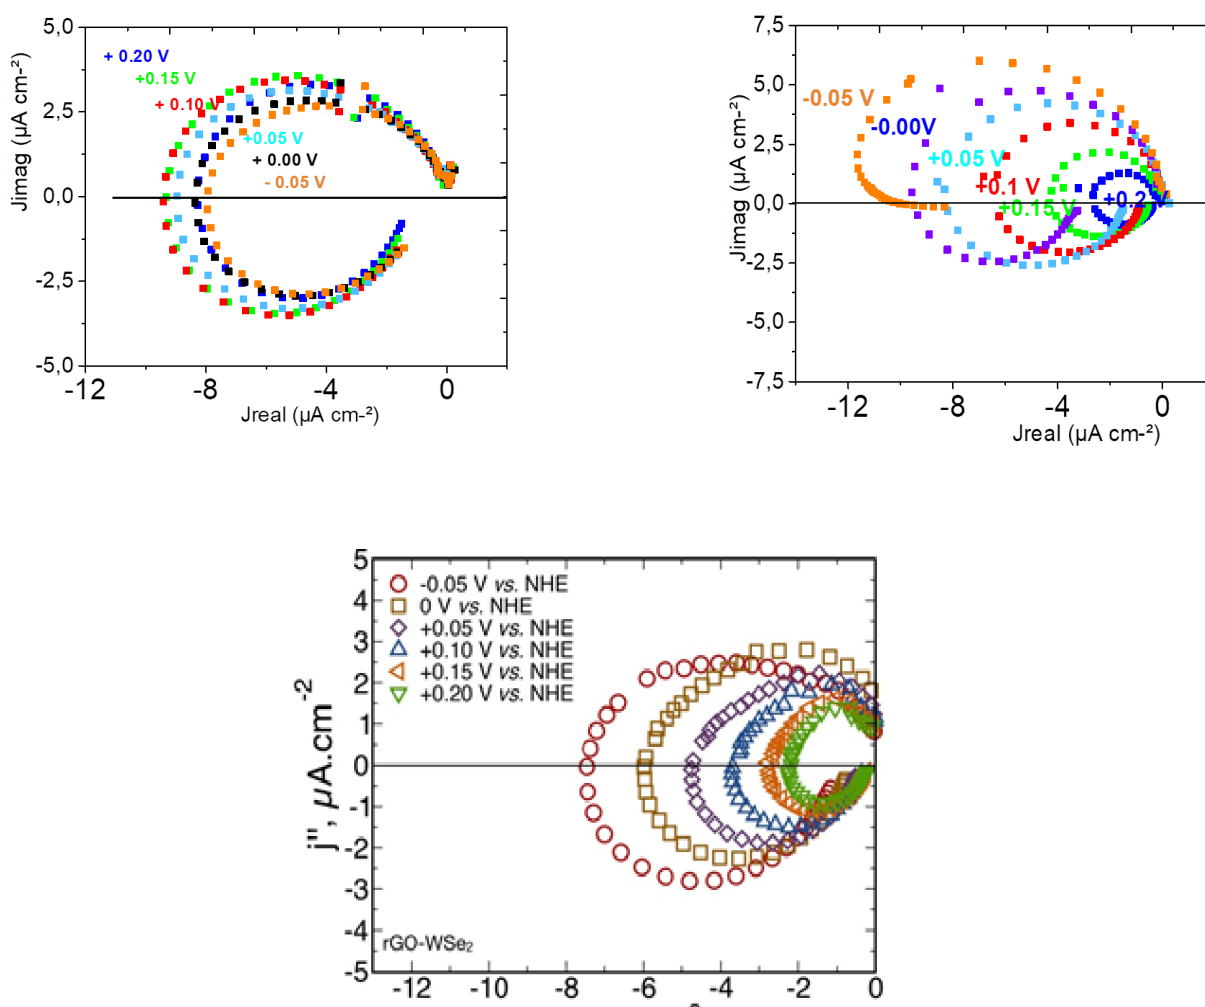 5,0
2,5
0,0
-2,5
-5,0
Jimag (µA cm-²)
+ 0.20 V
+0.15 V
+ 0.10 V
+0.05 V
+ 0.00 V
- 0.05 V
-12 -8 -4 0
Jreal (µA cm-²)
7,5
5,0
2,5
0,0
-2,5
-5,0
-7,5
Jimag (µA cm-²)
-0.05 V
-0.00V
+0.05 V
+0.1 V
+0.15 V
+0.2 V
-12 -8 -4 0
Jreal (µA cm-²)
5
4
3
2
1
0
-1
-2
-3
-4
-5
j", µA.cm-2
-0.05 V vs. NHE
0 V vs. NHE
+0.05 V vs. NHE
+0.10 V vs. NHE
+0.15 V vs. NHE
+0.20 V vs. NHE
rGO-WSe₂
-12 -10 -8 -6 -4 -2 0